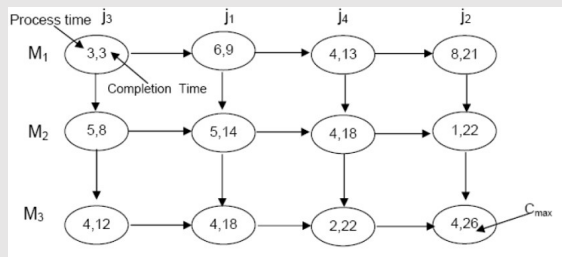 Process time j3 j1 j4 j2
M1 3,3 6,9 4,13 8,21
Completion Time
M2 5,8 5,14 4,18 1,22
M3 4,12 4,18 2,22 4,26 Cmax